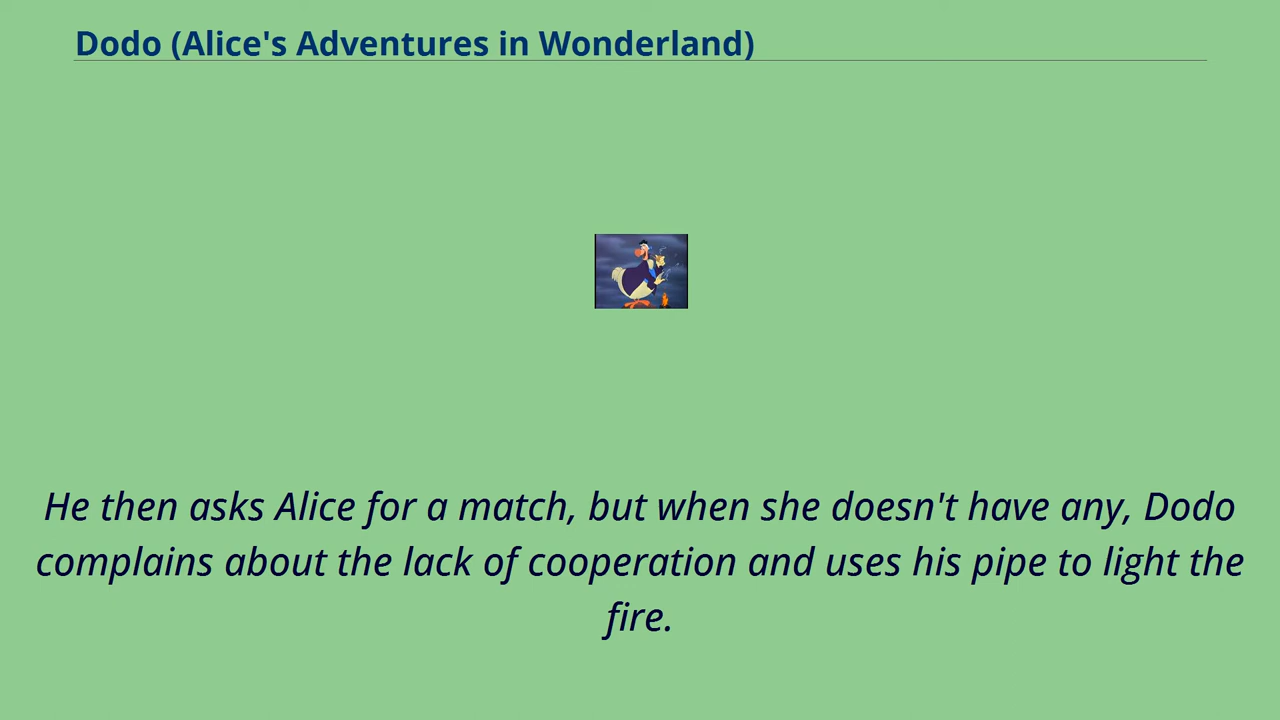 Dodo (Alice's Adventures in Wonderland)
He then asks Alice for a match, but when she doesn't have any, Dodo
complains about the lack of cooperation and uses his pipe to light the
fire.